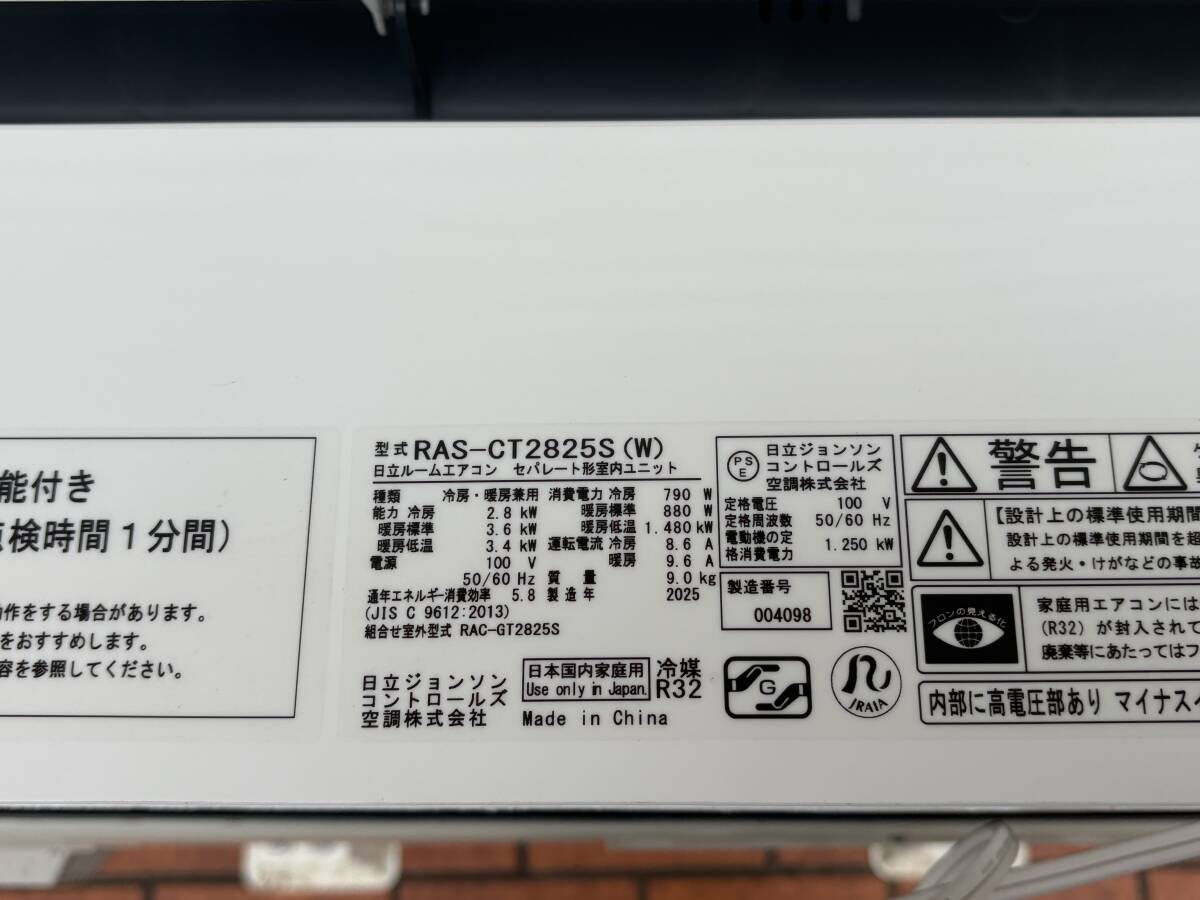 能付き
点検時間1分間)
動作をする場合があります。
をおすすめします。
容を参照してください。
型式 RAS-CT2825S(W)
日立ルームエアコン セパレート形室内ユニット
種類 冷房・暖房兼用
能力 冷房 2.8 kW
暖房標準 3.6 kW
暖房低温 3.4 kW
電源 100 V
50/60 Hz
通年エネルギー消費効率 5.8
(JIS C 9612:2013)
組合せ室外型式 RAC-GT2825S
消費電力 冷房 790 W
暖房標準 880 W
暖房低温 1.480 kW
運転電流 冷房 8.6 A
暖房 9.6 A
質量 9.0 kg
製造年 2025
日立ジョンソン
コントロールズ
空調株式会社
日本国内家庭用
Use only in Japan.
冷媒
R32
Made in China
PS
E
日立ジョンソン
コントロールズ
空調株式会社
定格電圧 100 V
定格周波数 50/60 Hz
電動機の定
格消費電力 1.250 kW
製造番号
004098
G
JRAIA
警告
【設計上の標準使用期間
設計上の標準使用期間を超
よる発火・けがなどの事故
フロンの見える化
家庭用エアコンには
(R32)が封入されて
廃棄等にあたってはフ
内部に高電圧部あり マイナス